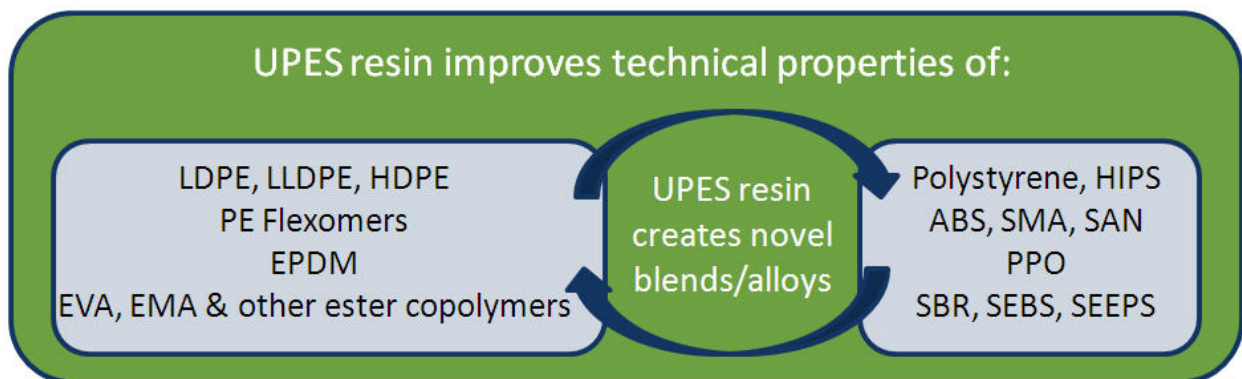 UPES resin improves technical properties of:
LDPE, LLDPE, HDPE
PE Flexomers
EPDM
EVA, EMA & other ester copolymers
UPES resin
creates novel
blends/alloys
Polystyrene, HIPS
ABS, SMA, SAN
PPO
SBR, SEBS, SEEPS